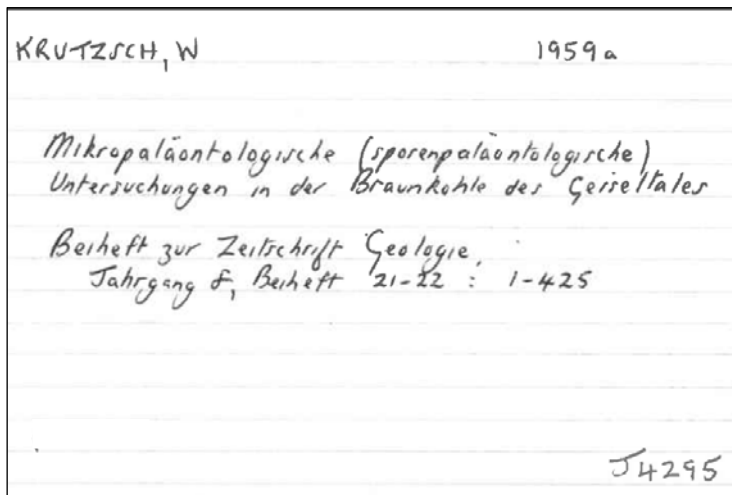 KRUTZSCH, W 1959a
Mikropaläontologische (sporenpaläontologische)
Untersuchungen in der Braunkohle des Geiseltales
Beiheft zur Zeitschrift Geologie,
Jahrgang 8, Beiheft 21-22 : 1-425
J4295